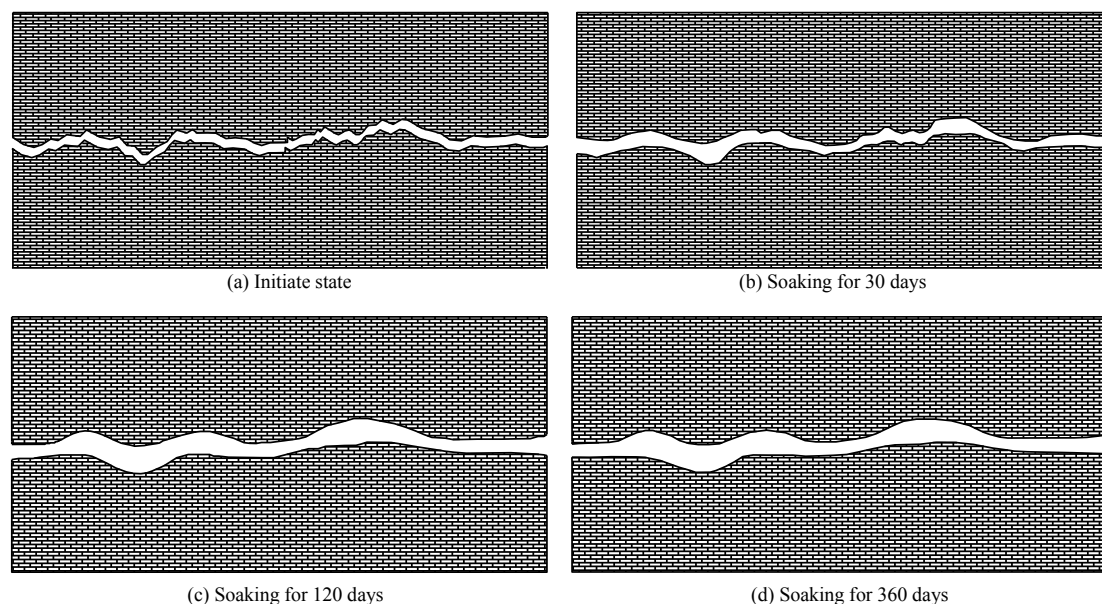 (a) Initiate state
(b) Soaking for 30 days
(c) Soaking for 120 days
(d) Soaking for 360 days